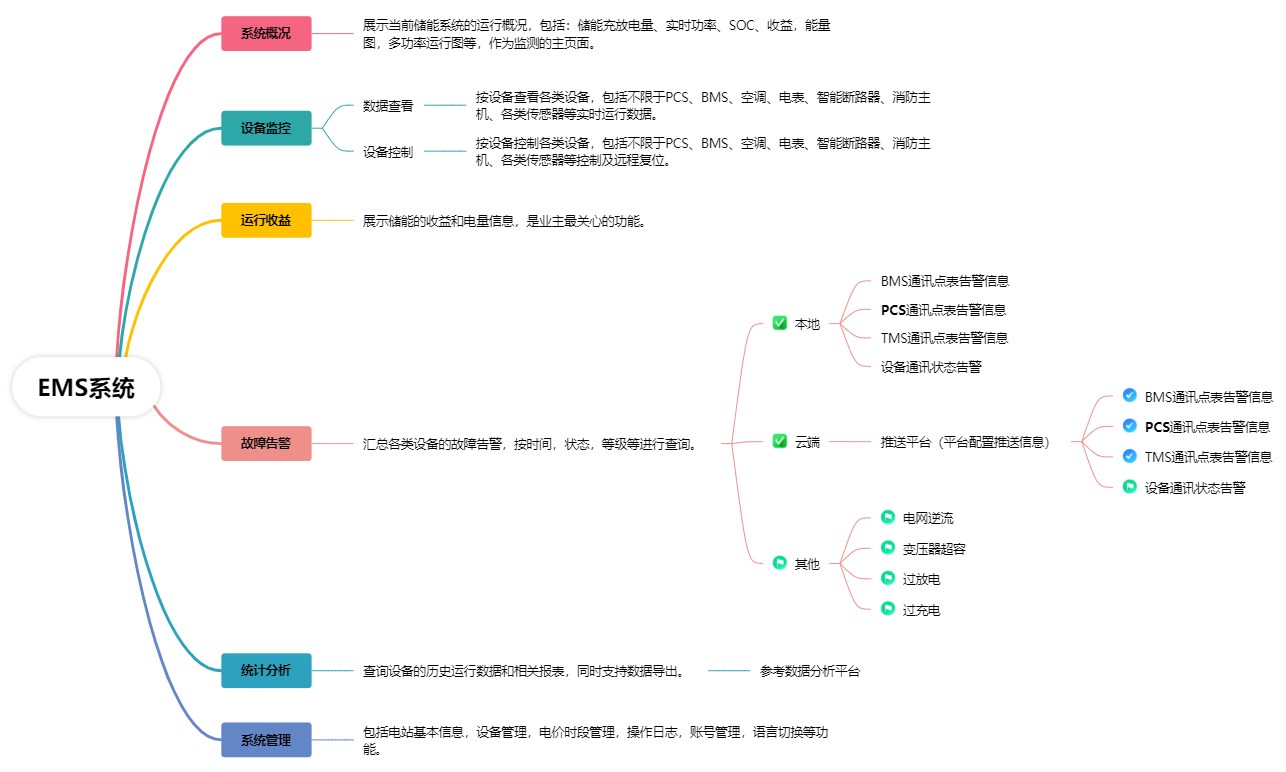 EMS系统
系统概况
展示当前储能系统的运行概况，包括：储能充放电量、实时功率、SOC、收益，能量
图，多功率运行图等，作为监测的主页面。
设备监控
数据查看
按设备查看各类设备，包括不限于PCS、BMS、空调、电表、智能断路器、消防主
机、各类传感器等实时运行数据。
设备控制
按设备控制各类设备，包括不限于PCS、BMS、空调、电表、智能断路器、消防主
机、各类传感器等控制及远程复位。
运行收益
展示储能的收益和电量信息，是业主最关心的功能。
故障告警
汇总各类设备的故障告警，按时间，状态，等级等进行查询。
本地
BMS通讯点表告警信息
PCS通讯点表告警信息
TMS通讯点表告警信息
设备通讯状态告警
云端
推送平台（平台配置推送信息）
BMS通讯点表告警信息
PCS通讯点表告警信息
TMS通讯点表告警信息
设备通讯状态告警
其他
电网逆流
变压器超容
过放电
过充电
统计分析
查询设备的历史运行数据和相关报表，同时支持数据导出。
参考数据分析平台
系统管理
包括电站基本信息，设备管理，电价时段管理，操作日志，账号管理，语言切换等功
能。